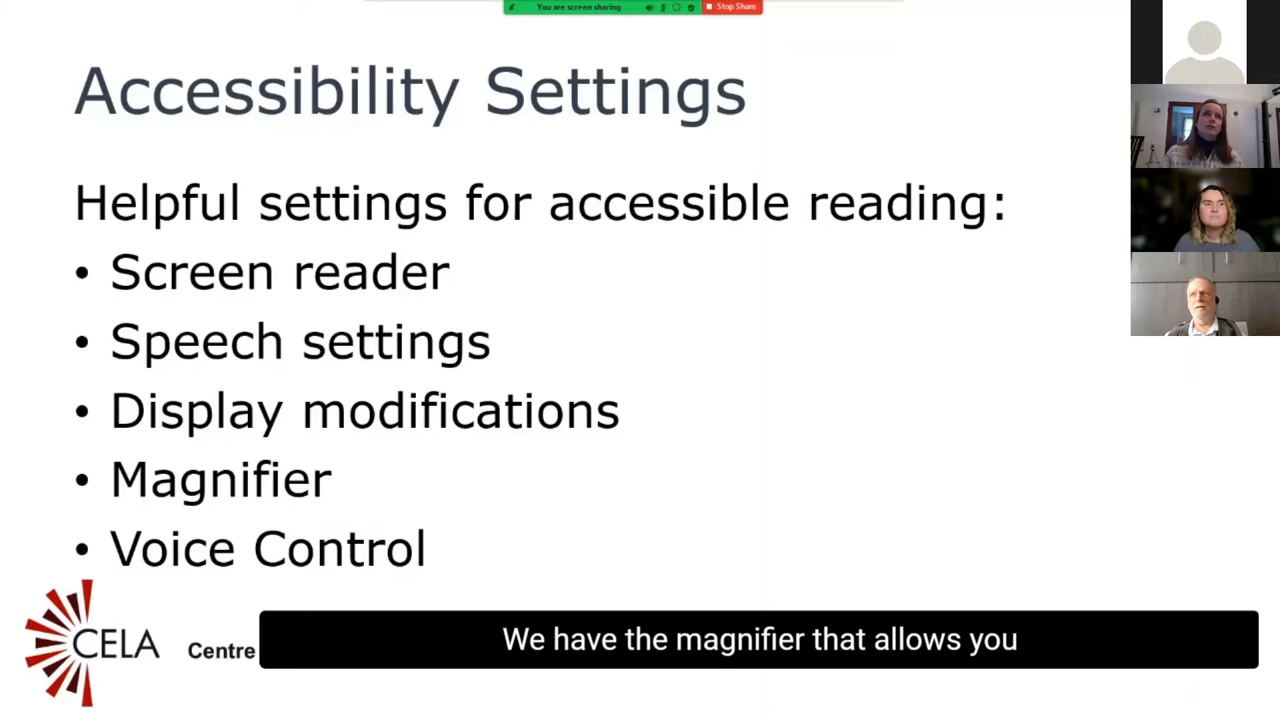 You are screen sharing
Stop Share
Accessibility Settings
Helpful settings for accessible reading:
• Screen reader
• Speech settings
• Display modifications
• Magnifier
• Voice Control
CELA
Centre
We have the magnifier that allows you